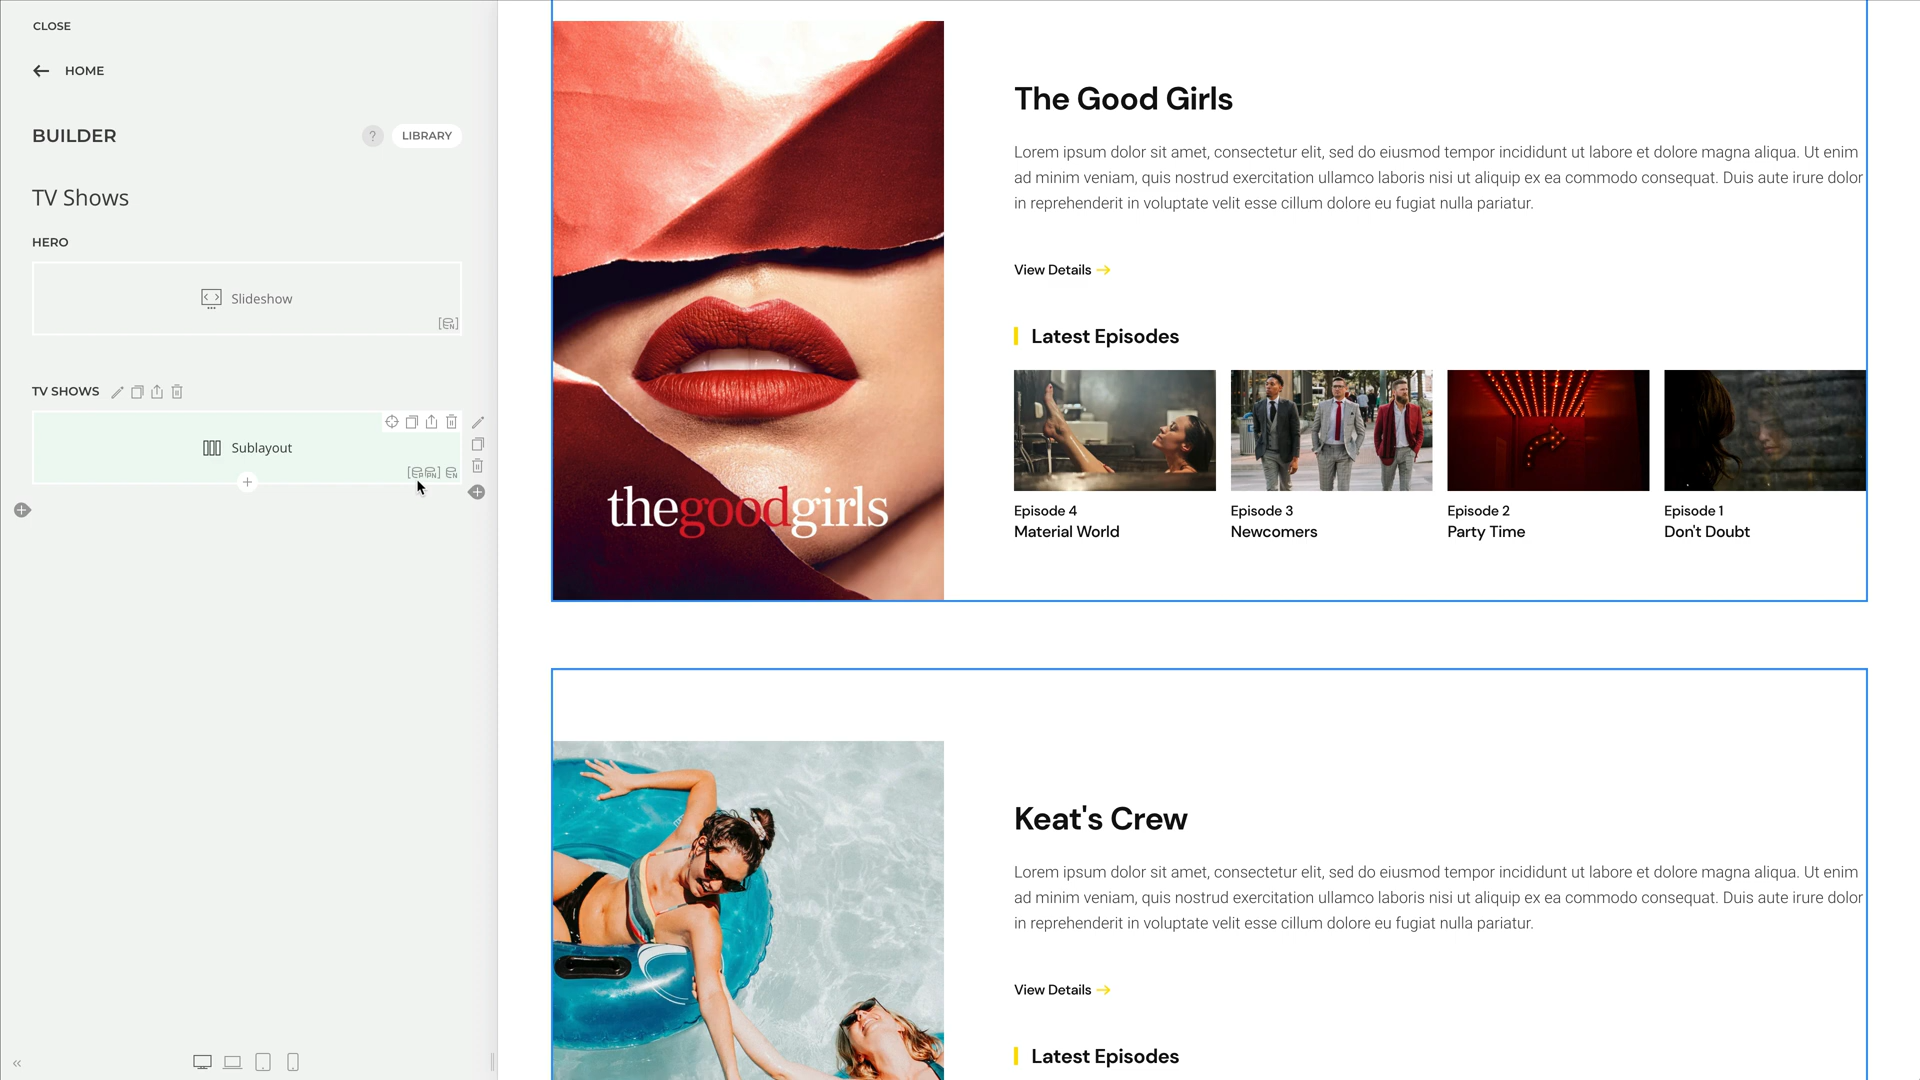 CLOSE
HOME
BUILDER
?
LIBRARY
TV Shows
HERO
Slideshow
TV SHOWS
Sublayout
thegoodgirls
The Good Girls
Lorem ipsum dolor sit amet, consectetur elit, sed do eiusmod tempor incididunt ut labore et dolore magna aliqua. Ut enim
ad minim veniam, quis nostrud exercitation ullamco laboris nisi ut aliquip ex ea commodo consequat. Duis aute irure dolor
in reprehenderit in voluptate velit esse cillum dolore eu fugiat nulla pariatur.
View Details
Latest Episodes
Episode 4
Material World
Episode 3
Newcomers
Episode 2
Party Time
Episode 1
Don't Doubt
Keat's Crew
Lorem ipsum dolor sit amet, consectetur elit, sed do eiusmod tempor incididunt ut labore et dolore magna aliqua. Ut enim
ad minim veniam, quis nostrud exercitation ullamco laboris nisi ut aliquip ex ea commodo consequat. Duis aute irure dolor
in reprehenderit in voluptate velit esse cillum dolore eu fugiat nulla pariatur.
View Details
Latest Episodes